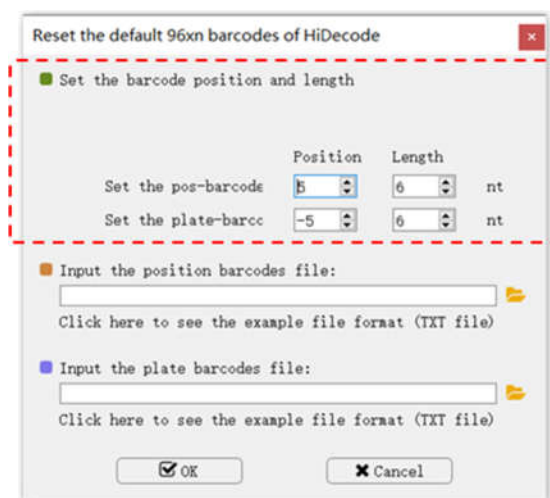 Reset the default 96xn barcodes of HiDecode
Set the barcode position and length
Position Length
Set the pos-barcode 5 6 nt
Set the plate-barcc -5 6 nt
Input the position barcodes file:
Click here to see the example file format (TXT file)
Input the plate barcodes file:
Click here to see the example file format (TXT file)
OK Cancel